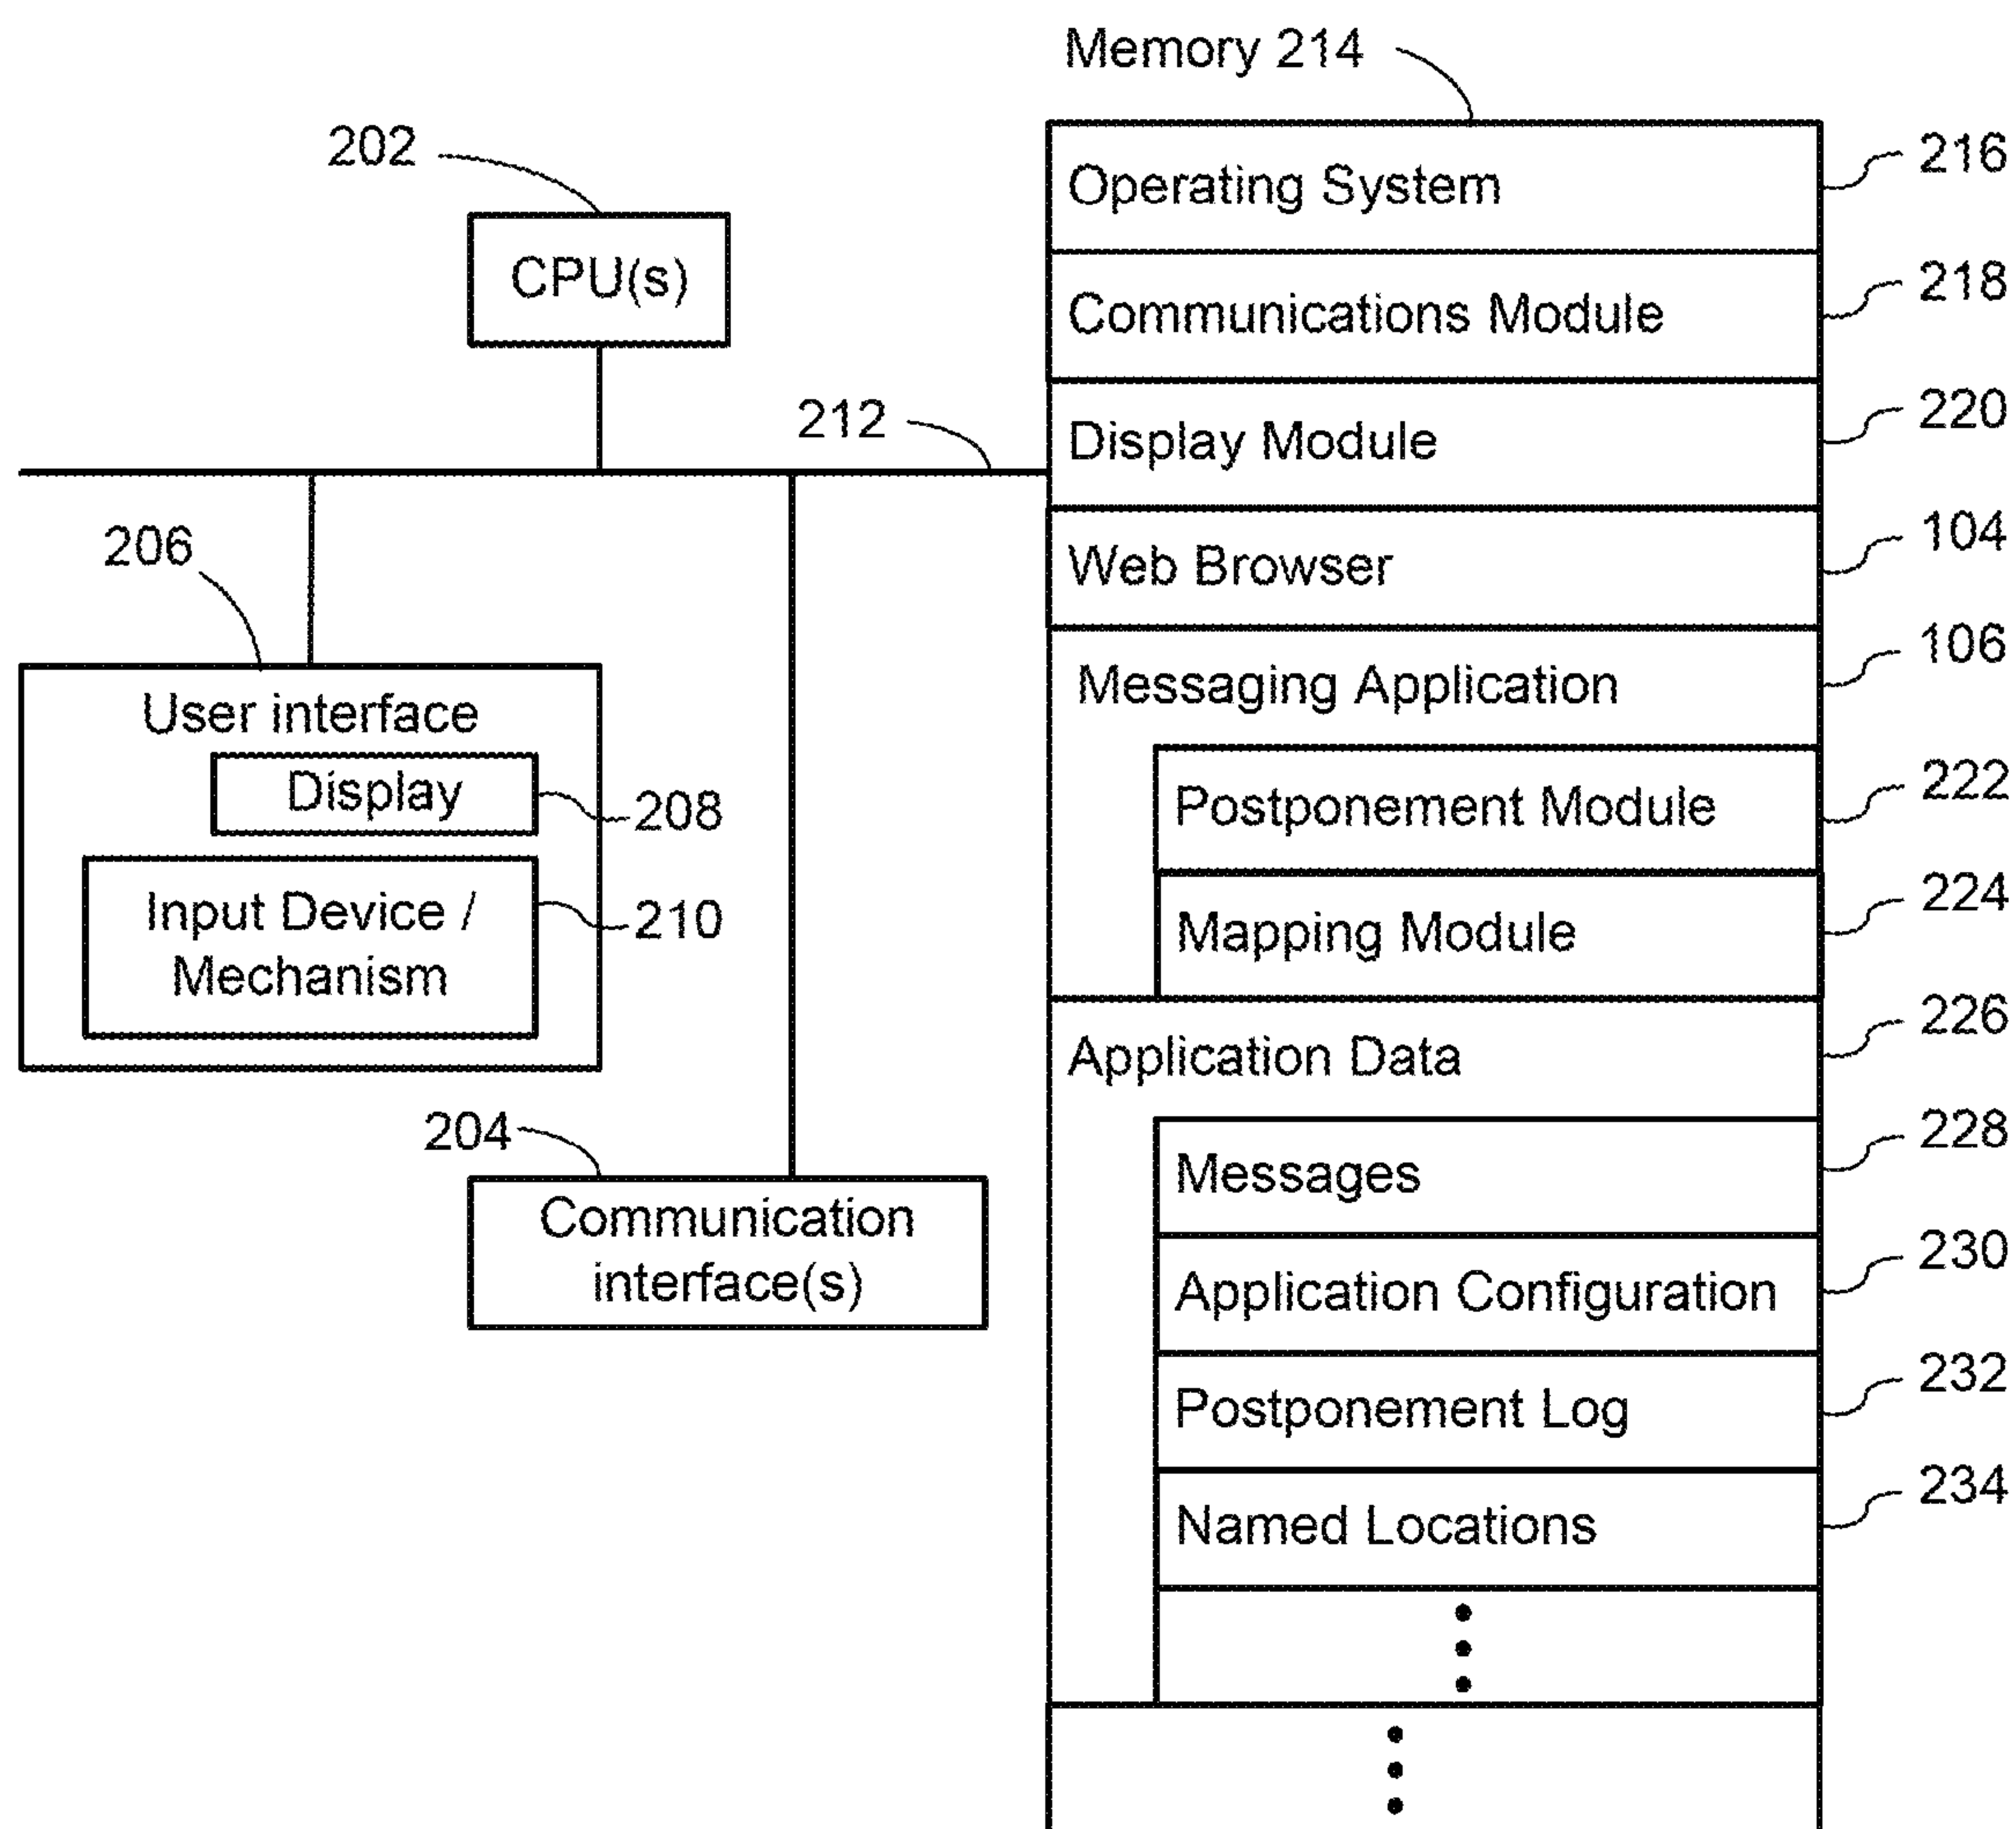 Memory 214
202
CPU(s)
212
206
User interface
Display
208
Input Device /
Mechanism
210
204
Communication
interface(s)
Operating System
216
Communications Module
218
Display Module
220
Web Browser
104
Messaging Application
106
Postponement Module
222
Mapping Module
224
Application Data
226
Messages
228
Application Configuration
230
Postponement Log
232
Named Locations
234